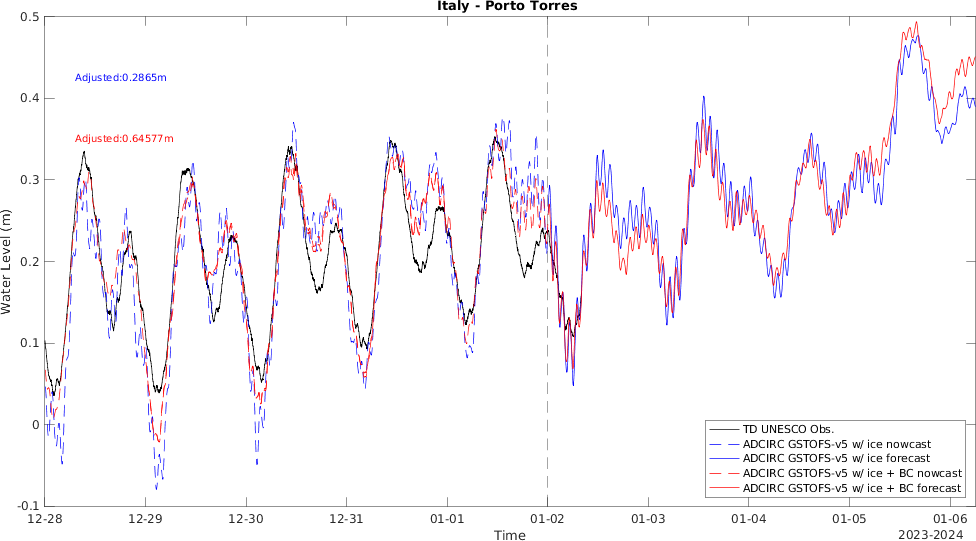 Italy - Porto Torres
Adjusted:0.2865m
Adjusted:0.64577m
Water Level (m)
0.5
0.4
0.3
0.2
0.1
0
-0.1
12-28
12-29
12-30
12-31
01-01
01-02
01-03
01-04
01-05
01-06
Time
2023-2024
TD UNESCO Obs.
ADCIRC GSTOFS-v5 w/ ice nowcast
ADCIRC GSTOFS-v5 w/ ice forecast
ADCIRC GSTOFS-v5 w/ ice + BC nowcast
ADCIRC GSTOFS-v5 w/ ice + BC forecast